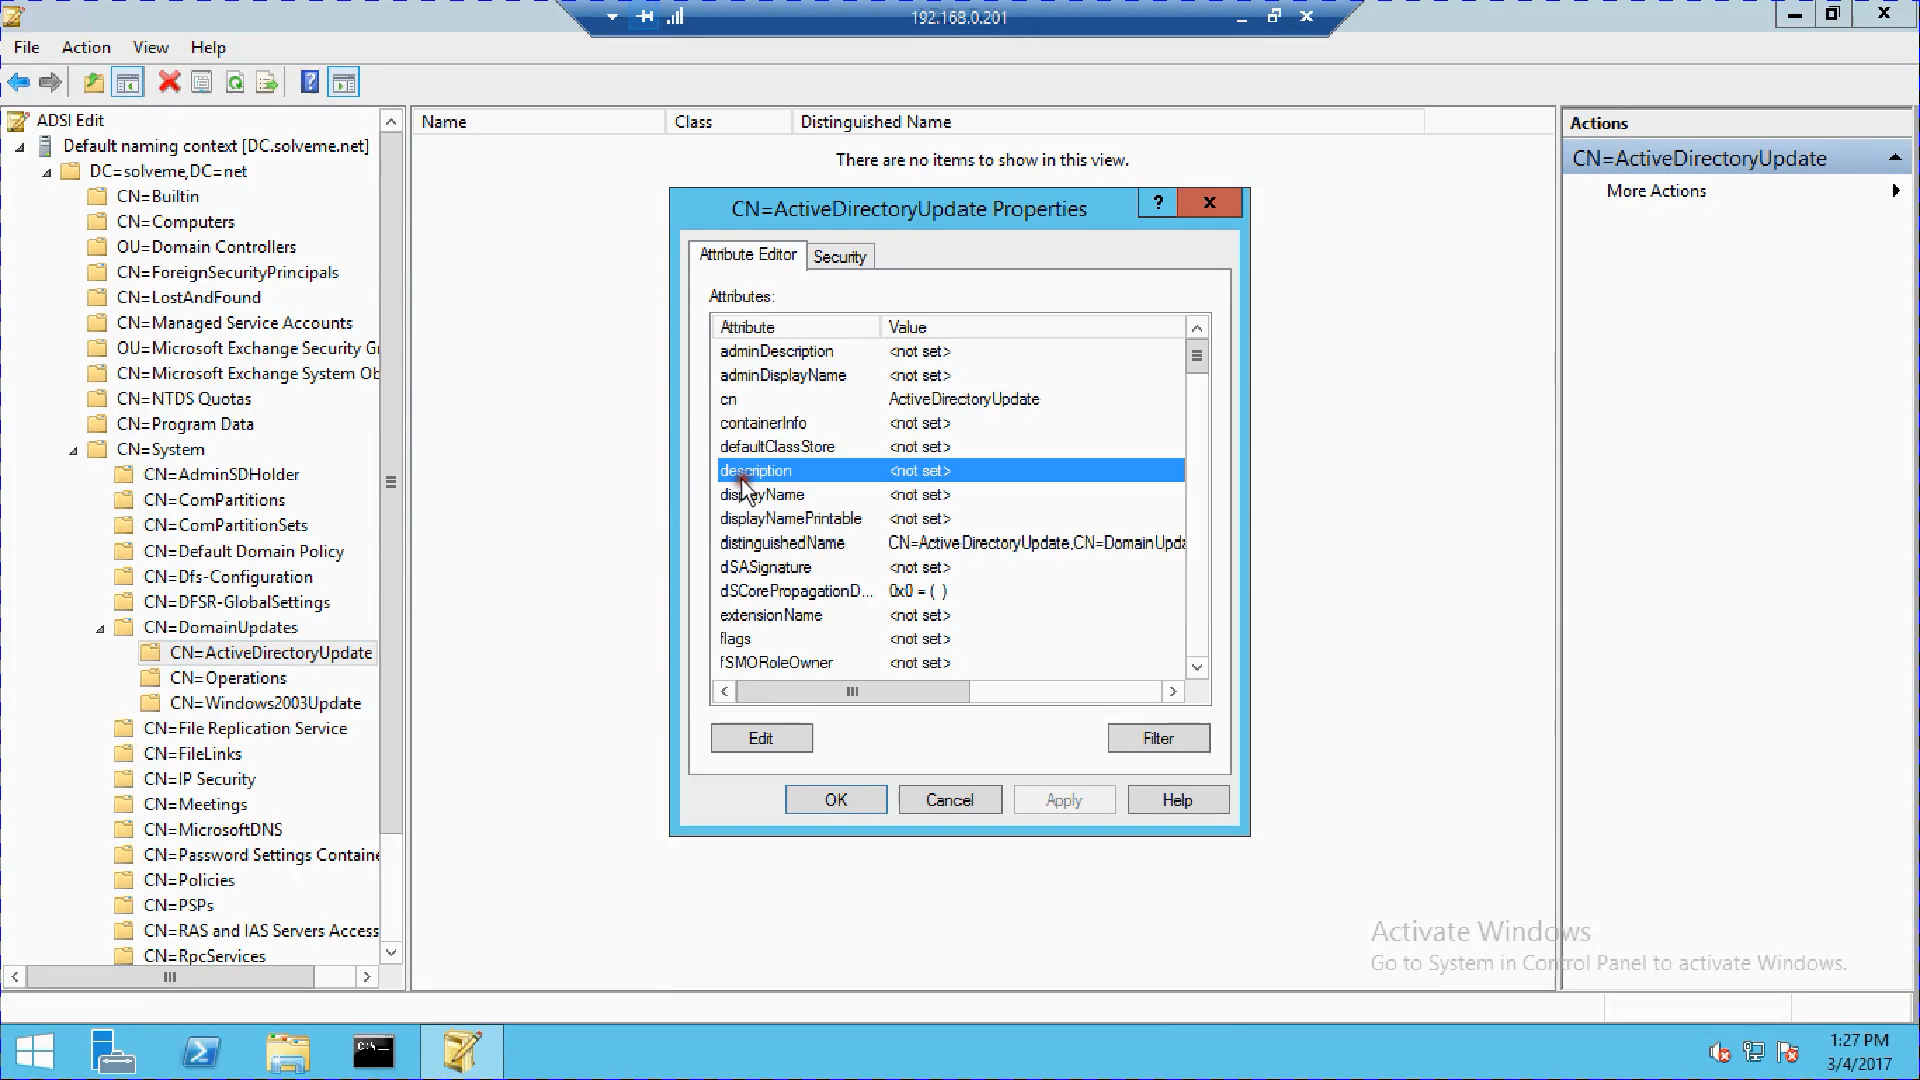 192.168.0.201
File Action View Help
ADSI Edit
Default naming context [DC.solveme.net]
DC=solveme,DC=net
CN=Builtin
CN=Computers
OU=Domain Controllers
CN=ForeignSecurityPrincipals
CN=LostAndFound
CN=Managed Service Accounts
OU=Microsoft Exchange Security Gr
CN=Microsoft Exchange System Ob
CN=NTDS Quotas
CN=Program Data
CN=System
CN=AdminSDHolder
CN=ComPartitions
CN=ComPartitionSets
CN=Default Domain Policy
CN=Dfs-Configuration
CN=DFSR-GlobalSettings
CN=DomainUpdates
CN=ActiveDirectoryUpdate
CN=Operations
CN=Windows2003Update
CN=File Replication Service
CN=FileLinks
CN=IP Security
CN=Meetings
CN=MicrosoftDNS
CN=Password Settings Containe
CN=Policies
CN=PSPs
CN=RAS and IAS Servers Access
CN=RpcServices
Name Class Distinguished Name
There are no items to show in this view.
CN=ActiveDirectoryUpdate Properties
?
Attribute Editor Security
Attributes:
Attribute Value
adminDescription <not set>
adminDisplayName <not set>
cn ActiveDirectoryUpdate
containerInfo <not set>
defaultClassStore <not set>
description <not set>
displayName <not set>
displayNamePrintable <not set>
distinguishedName CN=ActiveDirectoryUpdate,CN=DomainUpda
dSASignature <not set>
dSCorePropagationD... 0x0 = ( )
extensionName <not set>
flags <not set>
fSMORoleOwner <not set>
Edit Filter
OK Cancel Apply Help
Actions
CN=ActiveDirectoryUpdate
More Actions
Activate Windows
Go to System in Control Panel to activate Windows.
1:27 PM
3/4/2017